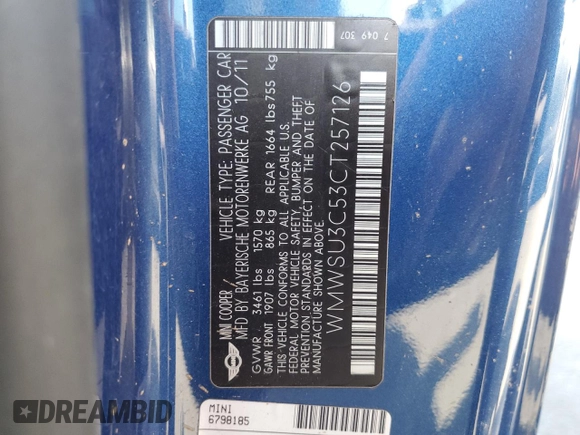 MINI COOPER/ VEHICLE TYPE: PASSENGER CAR
MFD BY BAYERISCHE MOTORENWERKE AG 10/11
GVWR 3461 lbs 1570 kg
GAWR FRONT 1907 lbs 865 kg REAR 1664 lbs 755 kg
THIS VEHICLE CONFORMS TO ALL APPLICABLE U.S.
FEDERAL MOTOR VEHICLE SAFETY, BUMPER AND THEFT
PREVENTION STANDARDS IN EFFECT ON THE DATE OF
MANUFACTURE SHOWN ABOVE.
WMWSU3C53CT257126
7 049 307
MINI
6798185
DREAMBID